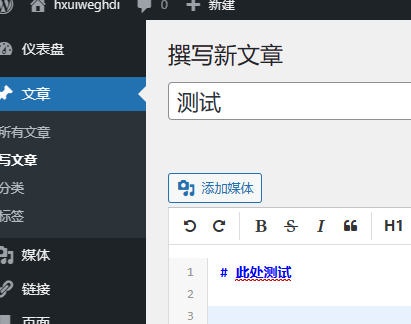 hxuiweghdi 0 新建
仪表盘
文章
所有文章
写文章
分类
标签
媒体
链接
页面
撰写新文章
测试
添加媒体
B S I H1
1 # 此处测试
2
3